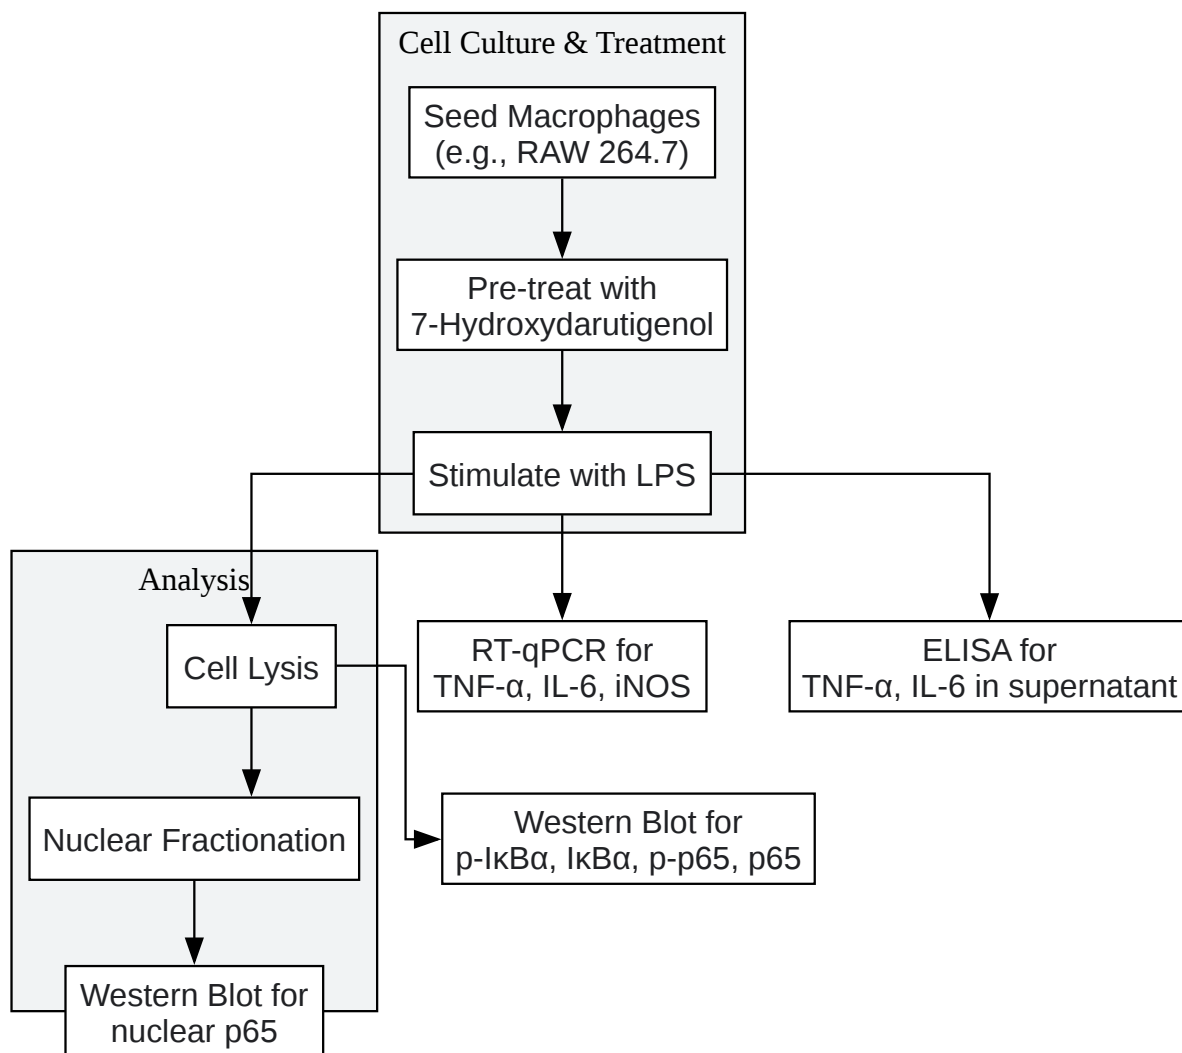 Cell Culture & Treatment
Seed Macrophages
(e.g., RAW 264.7)
Pre-treat with
7-Hydroxydarutigenol
Stimulate with LPS
Analysis
Cell Lysis
RT-qPCR for
TNF-α, IL-6, iNOS
ELISA for
TNF-α, IL-6 in supernatant
Nuclear Fractionation
Western Blot for
p-IκBα, IκBα, p-p65, p65
Western Blot for
nuclear p65